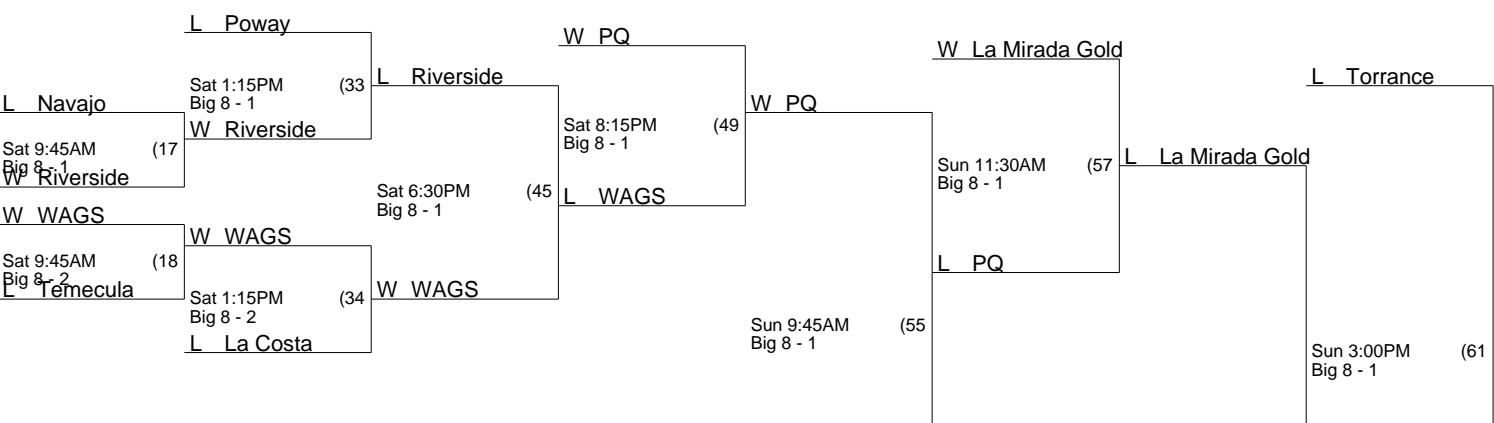 L Poway
Sat 1:15PM (33
Big 8 - 1
L Navajo
W Riverside
Sat 9:45AM (17
Big 8 - 1
W Riverside
W WAGS
Sat 9:45AM (18
Big 8 - 2
L Temecula
W WAGS
Sat 1:15PM (34
Big 8 - 2
L La Costa
L Riverside
Sat 6:30PM (45
Big 8 - 1
W WAGS
W PQ
Sat 8:15PM (49
Big 8 - 1
L WAGS
W PQ
Sun 9:45AM (55
Big 8 - 1
W La Mirada Gold
Sun 11:30AM (57
Big 8 - 1
L PQ
L La Mirada Gold
L Torrance
Sun 3:00PM (61
Big 8 - 1